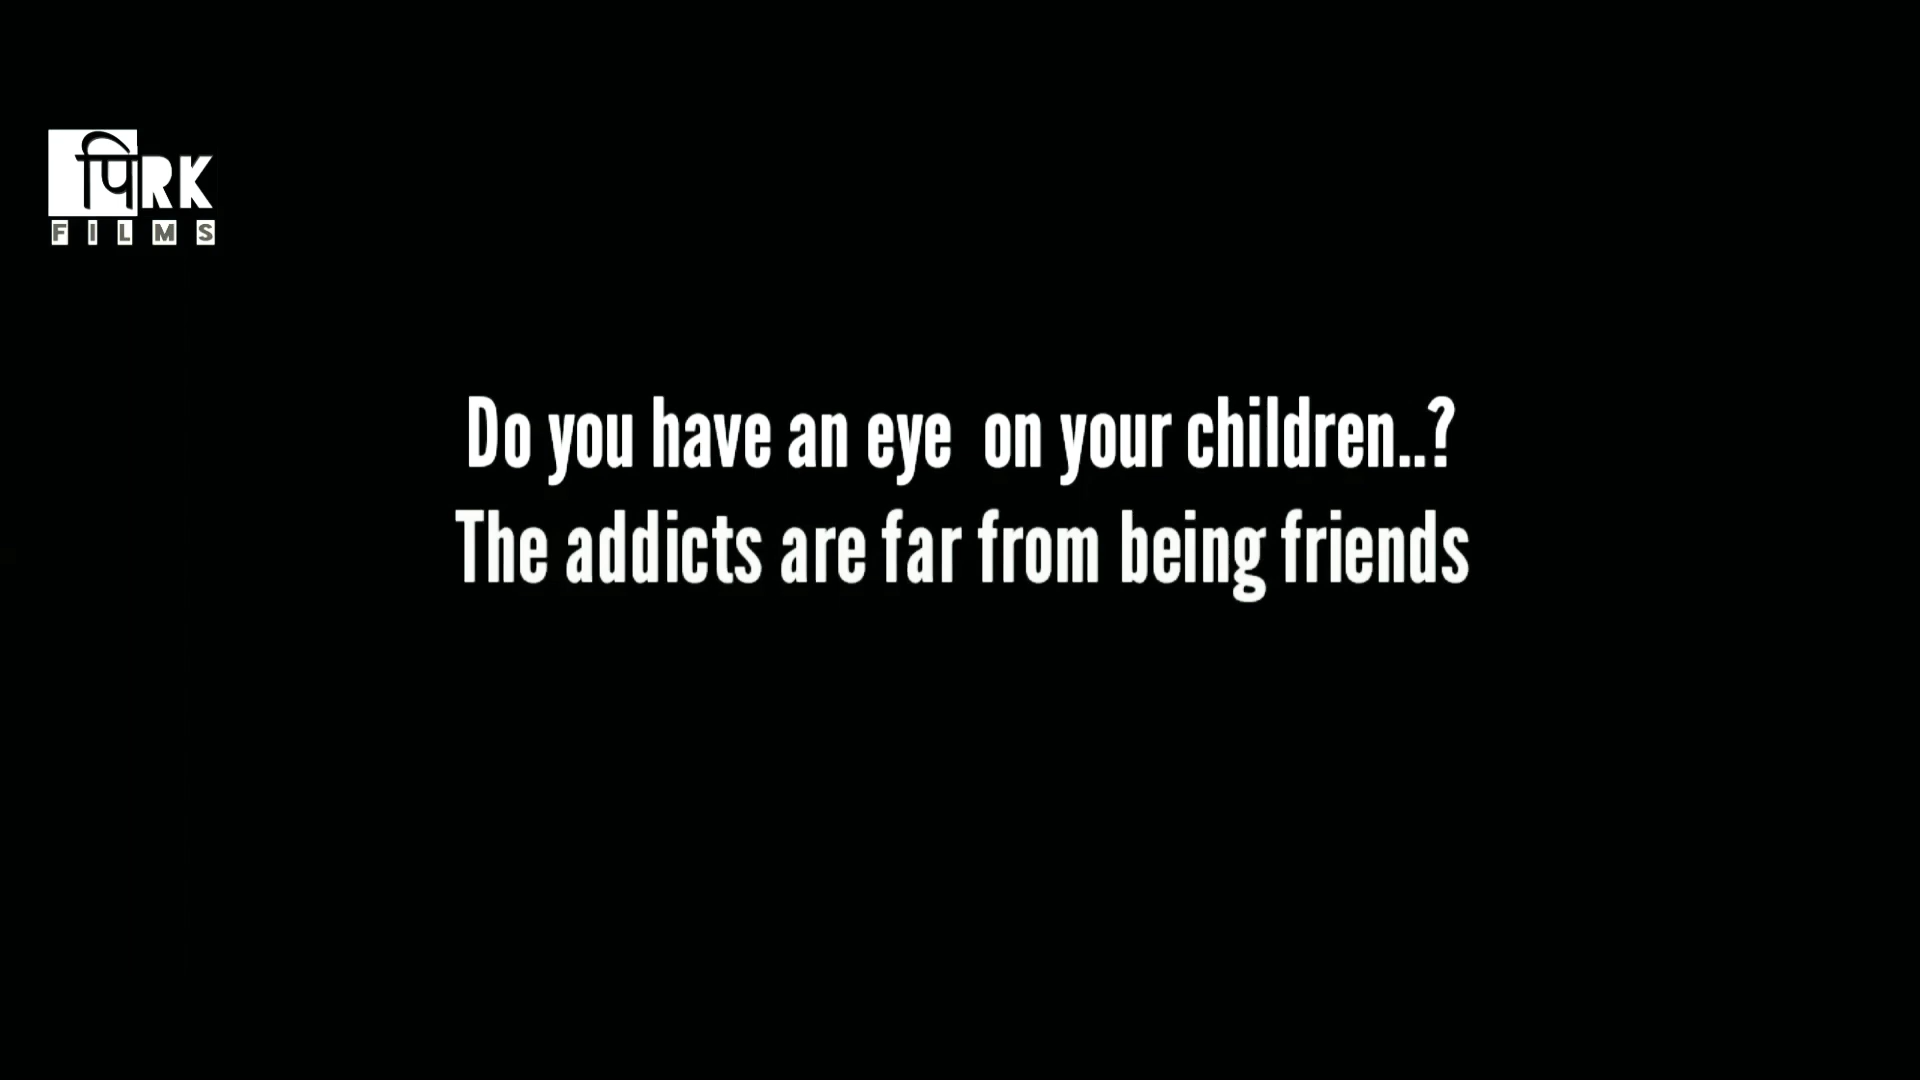 पिRK
FILMS
Do you have an eye on your children..?
The addicts are far from being friends